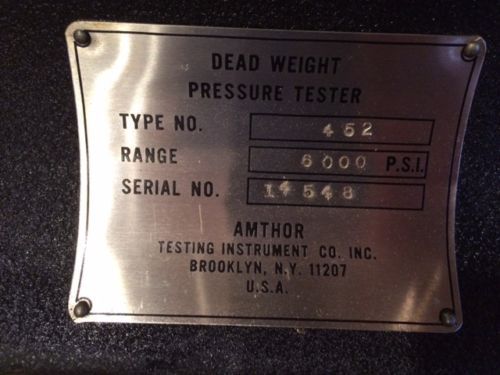 DEAD WEIGHT
PRESSURE TESTER
TYPE NO. 452
RANGE 6000 P.S.I.
SERIAL NO. 14548
AMTHOR
TESTING INSTRUMENT CO. INC.
BROOKLYN, N.Y. 11207
U.S.A.